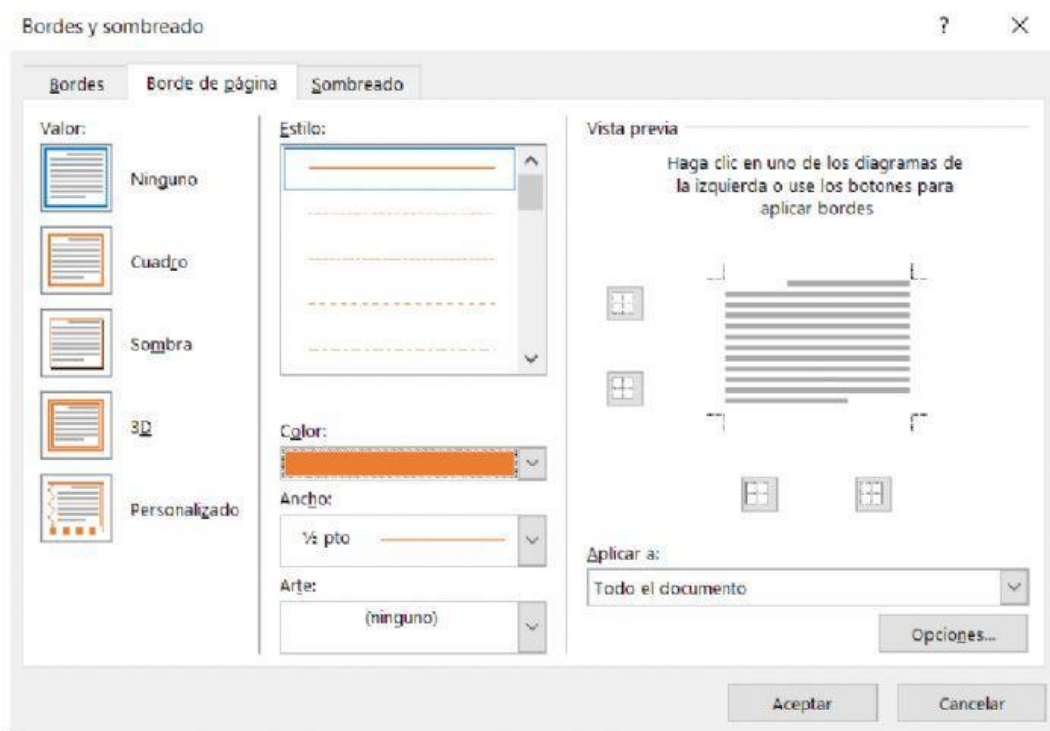 Bordes y sombreado
?
Bordes
Borde de página
Sombreado
Valor:
Ninguno
Cuadro
Sombra
3D
Personalizado
Estilo:
Color:
Ancho:
½ pto
Arte:
(ninguno)
Vista previa
Haga clic en uno de los diagramas de
la izquierda o use los botones para
aplicar bordes
Aplicar a:
Todo el documento
Opciones...
Aceptar
Cancelar